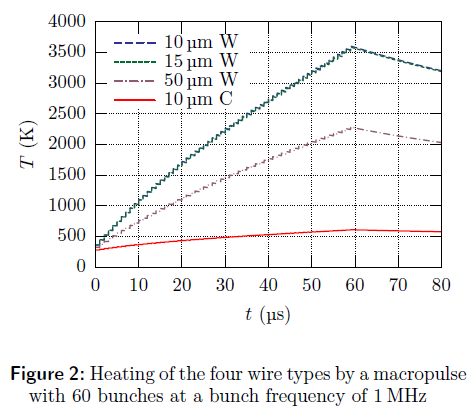 4000
3500
3000
2500
2000
1500
1000
500
0
T (K)
10 µm W
15 µm W
50 µm W
10 µm C
0 10 20 30 40 50 60 70 80
t (µs)
Figure 2: Heating of the four wire types by a macropulse
with 60 bunches at a bunch frequency of 1 MHz